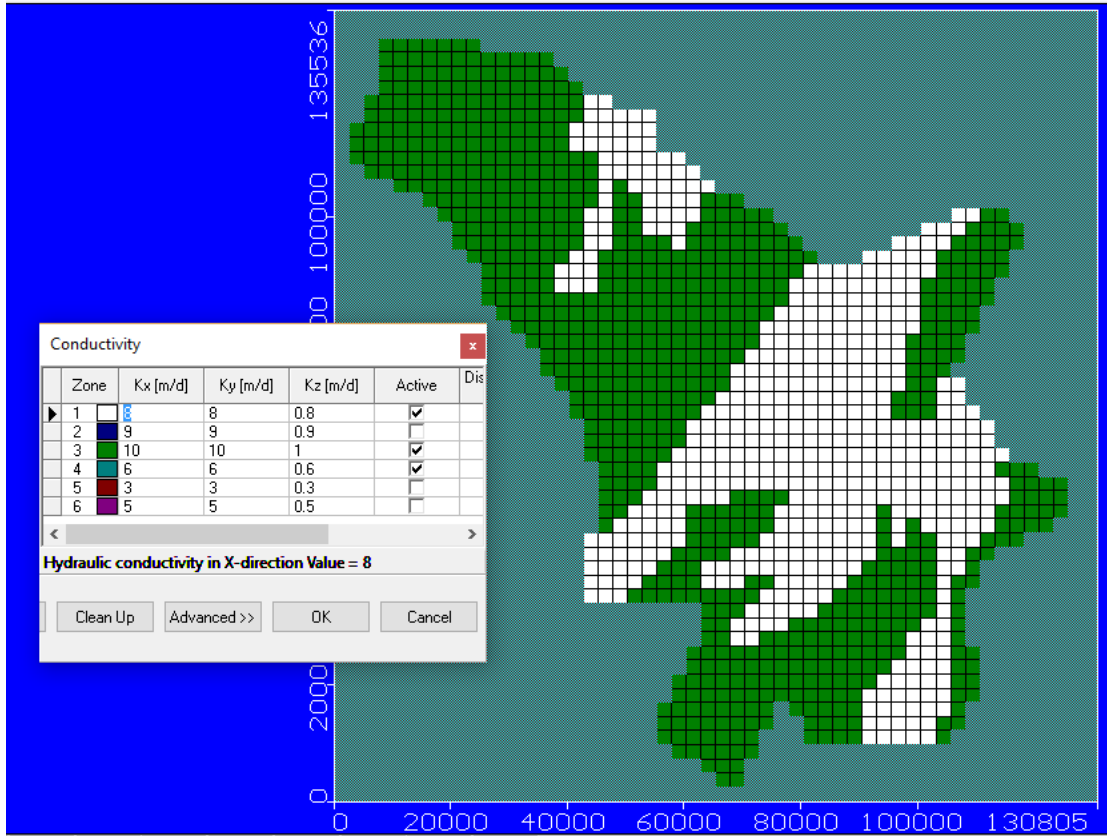 135536
100000
Conductivity
x
Zone Kx [m/d] Ky [m/d] Kz [m/d] Active Dis
1 8 8 0.8
2 9 9 0.9
3 10 10 1
4 6 6 0.6
5 3 3 0.3
6 5 5 0.5
Hydraulic conductivity in X-direction Value = 8
Clean Up Advanced >> OK Cancel
0
0 20000 40000 60000 80000 100000 130805